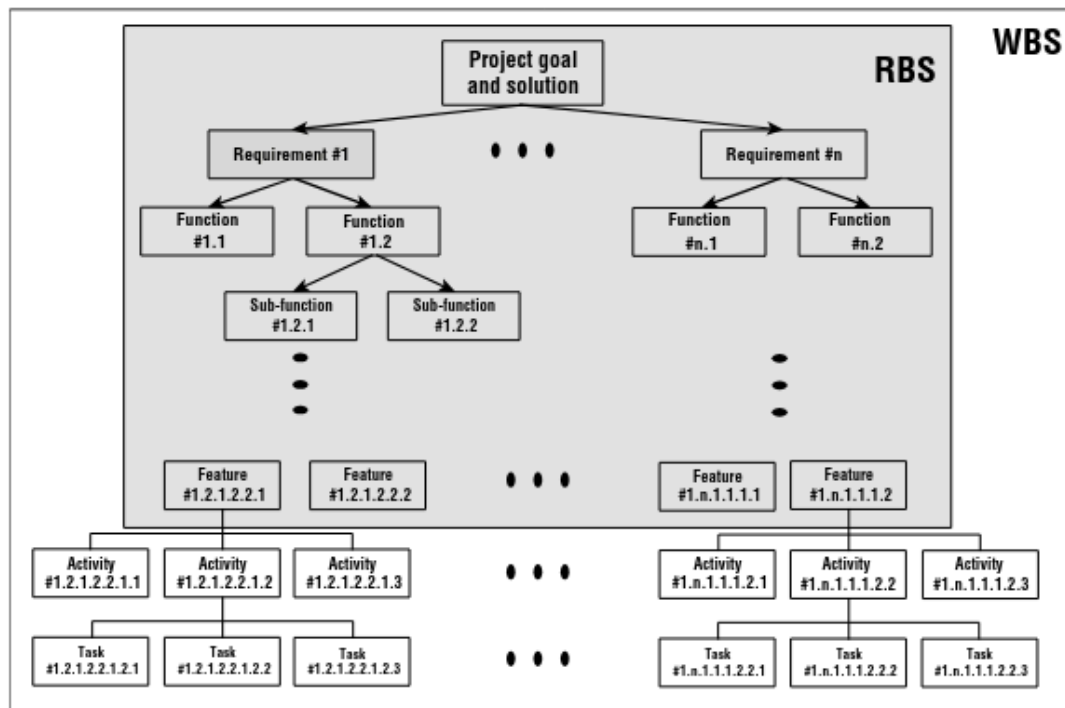 WBS
RBS
Project goal
and solution
Requirement #1
Requirement #n
Function
#1.1
Function
#1.2
Function
#n.1
Function
#n.2
Sub-function
#1.2.1
Sub-function
#1.2.2
Feature
#1.2.1.2.2.1
Feature
#1.2.1.2.2.2
Feature
#1.n.1.1.1.1
Feature
#1.n.1.1.1.2
Activity
#1.2.1.2.2.1.1
Activity
#1.2.1.2.2.1.2
Activity
#1.2.1.2.2.1.3
Activity
#1.n.1.1.1.2.1
Activity
#1.n.1.1.1.2.2
Activity
#1.n.1.1.1.2.3
Task
#1.2.1.2.2.1.2.1
Task
#1.2.1.2.2.1.2.2
Task
#1.2.1.2.2.1.2.3
Task
#1.n.1.1.1.2.2.1
Task
#1.n.1.1.1.2.2.2
Task
#1.n.1.1.1.2.2.3